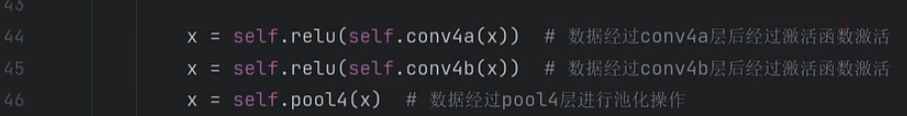 43
44 x = self.relu(self.conv4a(x)) # 数据经过conv4a层后经过激活函数激活
45 x = self.relu(self.conv4b(x)) # 数据经过conv4b层后经过激活函数激活
46 x = self.pool4(x) # 数据经过pool4层进行池化操作